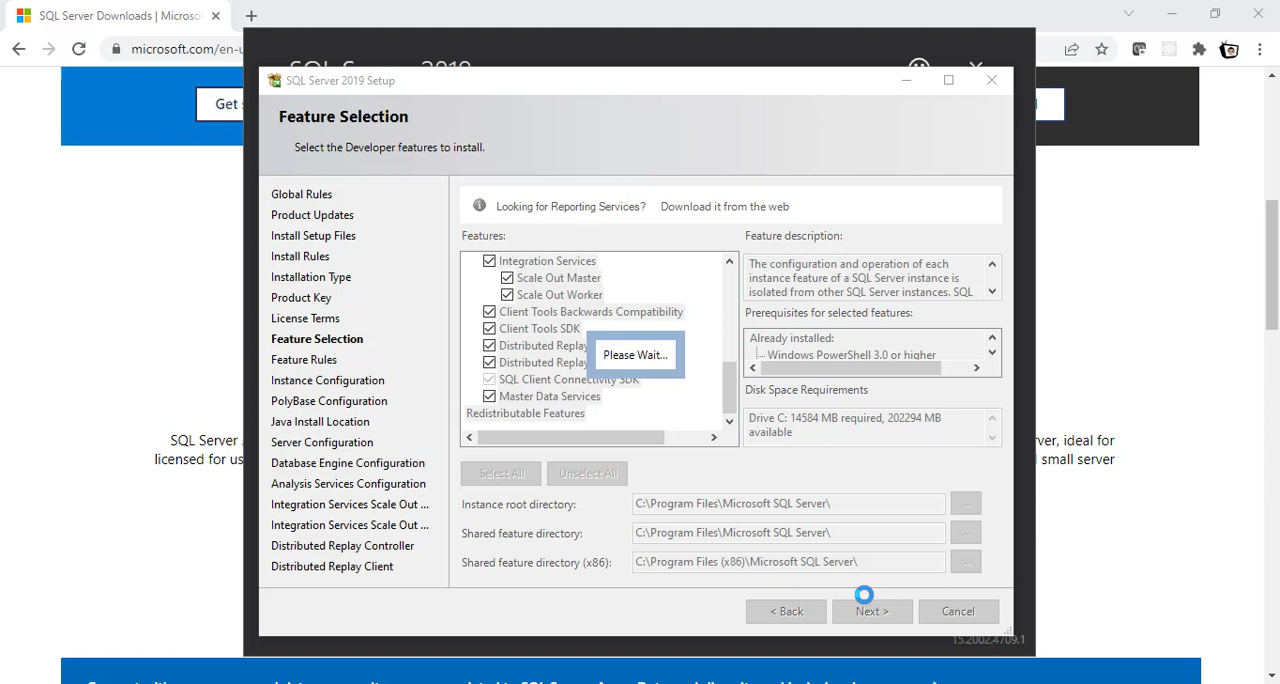 SQL Server Downloads | Microso
microsoft.com/en-u
Get
SQL Server 2019
SQL Server 2019 Setup
Feature Selection
Select the Developer features to install.
Global Rules
Product Updates
Install Setup Files
Install Rules
Installation Type
Product Key
License Terms
Feature Selection
Feature Rules
Instance Configuration
PolyBase Configuration
Java Install Location
Server Configuration
Database Engine Configuration
Analysis Services Configuration
Integration Services Scale Out ...
Integration Services Scale Out ...
Distributed Replay Controller
Distributed Replay Client
Looking for Reporting Services? Download it from the web
Features:
Integration Services
Scale Out Master
Scale Out Worker
Client Tools Backwards Compatibility
Client Tools SDK
Distributed Replay
Distributed Replay
SQL Client Connectivity SDK
Master Data Services
Redistributable Features
Please Wait...
Feature description:
The configuration and operation of each
instance feature of a SQL Server instance is
isolated from other SQL Server instances. SQL
Prerequisites for selected features:
Already installed:
Windows PowerShell 3.0 or higher
Disk Space Requirements
Drive C: 14584 MB required, 202294 MB
available
Select All Unselect All
Instance root directory: C:\Program Files\Microsoft SQL Server\ ...
Shared feature directory: C:\Program Files\Microsoft SQL Server\ ...
Shared feature directory (x86): C:\Program Files (x86)\Microsoft SQL Server\ ...
< Back Next > Cancel
15.2002.4709.1
SQL Server
licensed for us
ver, ideal for
small server